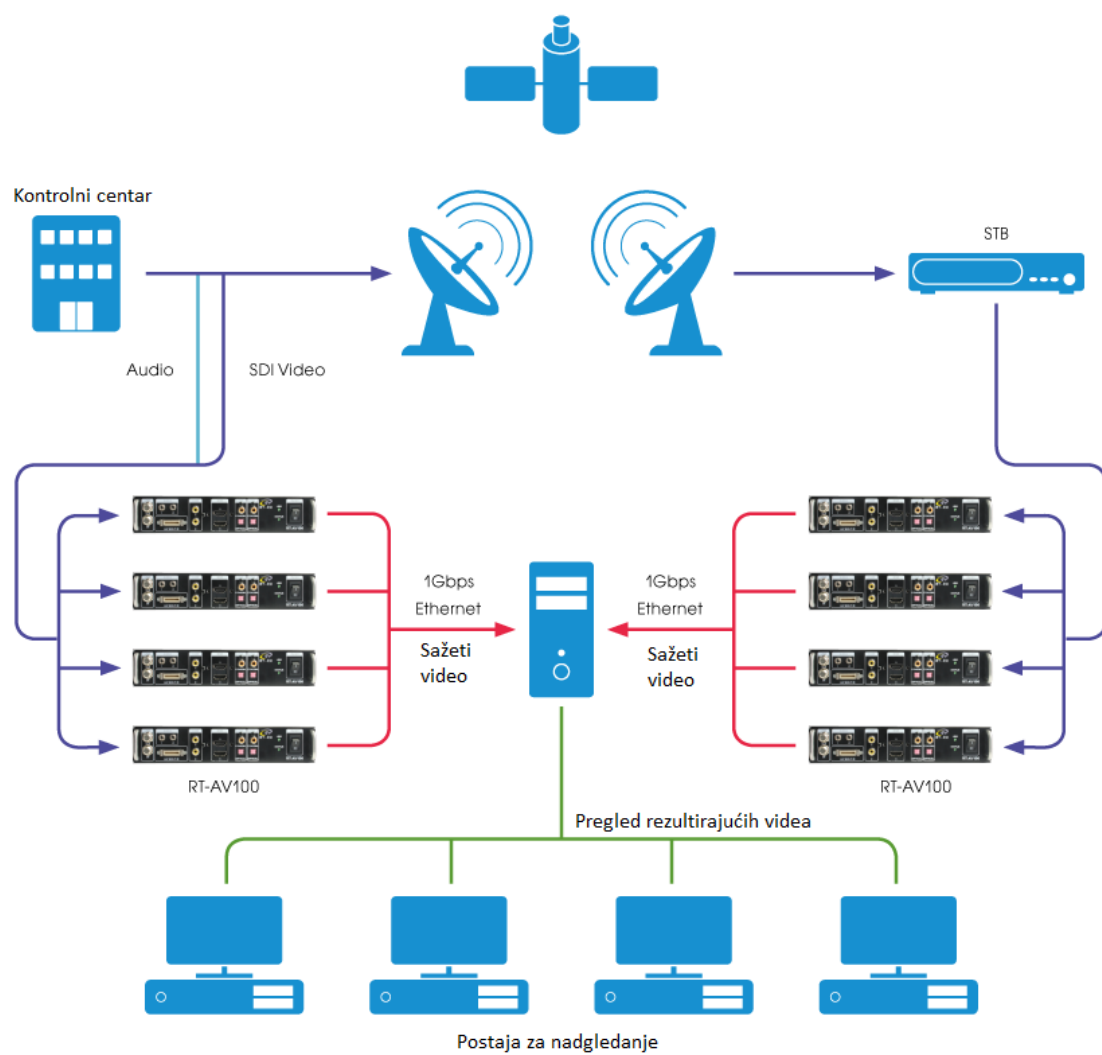 Kontrolni centar
STB
Audio
SDI Video
1Gbps
Ethernet
Sažeti
video
1Gbps
Ethernet
Sažeti
video
RT-AV100
RT-AV100
Pregled rezultirajućih videa
Postaja za nadgledanje